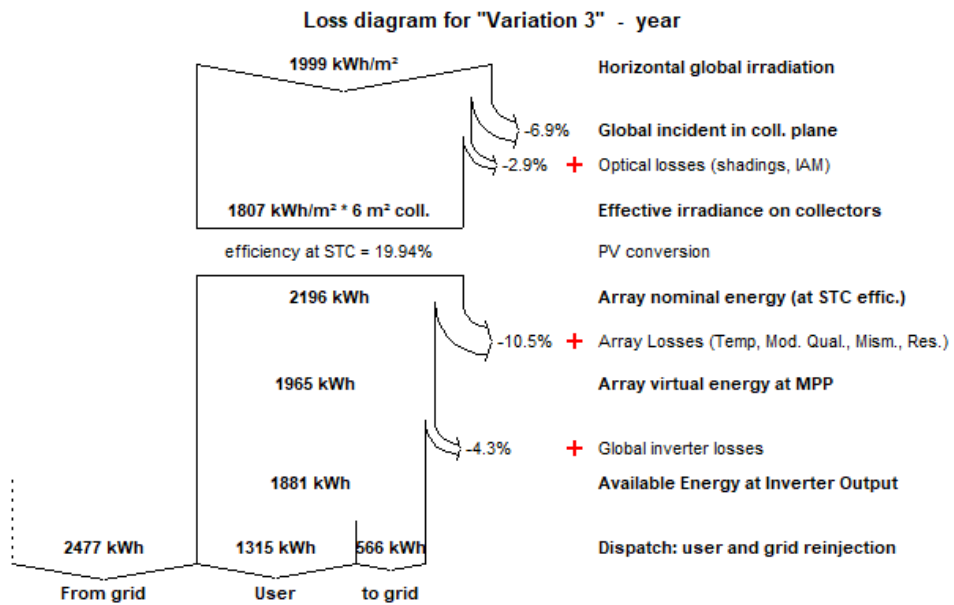 Loss diagram for "Variation 3" - year
1999 kWh/m²
Horizontal global irradiation
-6.9%
Global incident in coll. plane
-2.9%
+ Optical losses (shadings, IAM)
1807 kWh/m² * 6 m² coll.
Effective irradiance on collectors
efficiency at STC = 19.94%
PV conversion
2196 kWh
Array nominal energy (at STC effic.)
-10.5%
+ Array Losses (Temp, Mod. Qual., Mism., Res.)
1965 kWh
Array virtual energy at MPP
-4.3%
+ Global inverter losses
1881 kWh
Available Energy at Inverter Output
2477 kWh
1315 kWh
566 kWh
Dispatch: user and grid reinjection
From grid
User
to grid